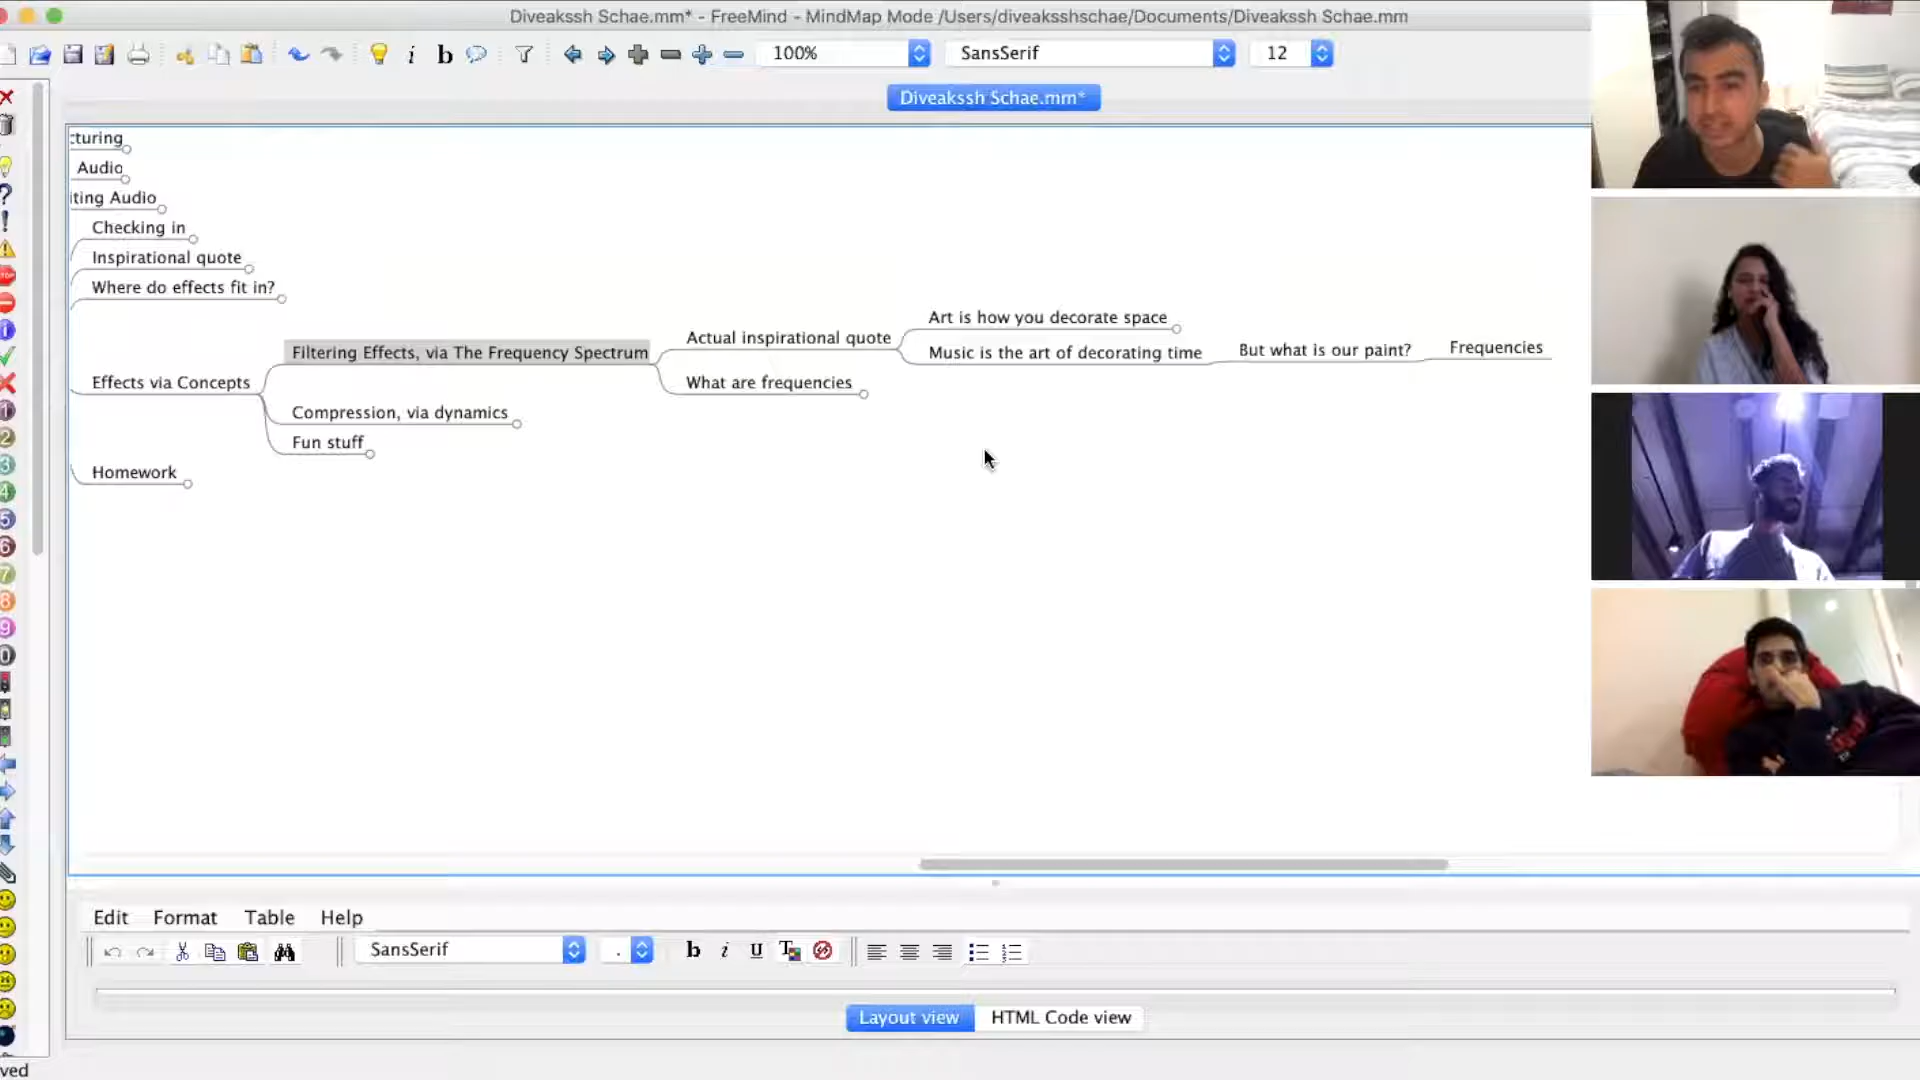 Diveakssh Schae.mm* - FreeMind - MindMap Mode /Users/diveaksshschae/Documents/Diveakssh Schae.mm
i b 100% SansSerif 12
Diveakssh Schae.mm*
cturing
Audio
iting Audio
Checking in
Inspirational quote
Where do effects fit in?
Effects via Concepts
Filtering Effects, via The Frequency Spectrum
Actual inspirational quote
Art is how you decorate space
Music is the art of decorating time
But what is our paint?
Frequencies
What are frequencies
Compression, via dynamics
Fun stuff
Homework
Edit Format Table Help
SansSerif . b i U T
Layout view HTML Code view
ved